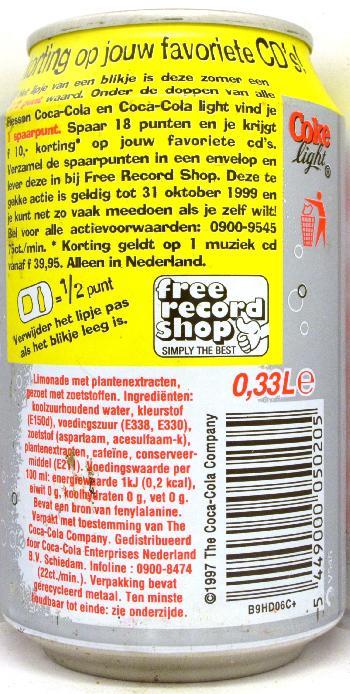 korting op jouw favoriete CD's!
Het lipje van een blikje is deze zomer een
1/2 punt waard. Onder de doppen van alle
flessen Coca-Cola en Coca-Cola light vind je
1 spaarpunt. Spaar 18 punten en je krijgt
f 10,- korting* op jouw favoriete cd's.
Verzamel de spaarpunten in een envelop en
lever deze in bij Free Record Shop. Deze te
gekke actie is geldig tot 31 oktober 1999 en
je kunt net zo vaak meedoen als je zelf wilt!
Bel voor alle actievoorwaarden: 0900-9545
75ct./min. * Korting geldt op 1 muziek cd
vanaf f 39,95. Alleen in Nederland.
=1/2 punt
Verwijder het lipje pas
als het blikje leeg is.
free
record
shop
SIMPLY THE BEST
Coke
light®
0,33L e
Limonade met plantenextracten,
gezoet met zoetstoffen. Ingrediënten:
koolzuurhoudend water, kleurstof
(E150d), voedingszuur (E338, E330),
zoetstof (aspartaam, acesulfaam-k),
plantenextracten, cafeïne, conserveer-
middel (E211). Voedingswaarde per
100 ml: energiewaarde 1kJ (0,2 kcal),
eiwit 0 g, koolhydraten 0 g, vet 0 g.
Bevat een bron van fenylalanine.
Verpakt met toestemming van The
Coca-Cola Company. Gedistribueerd
door Coca-Cola Enterprises Nederland
B.V. Schiedam. Infoline : 0900-8474
(22ct./min.). Verpakking bevat
gerecycleerd metaal. Ten minste
houdbaar tot einde: zie onderzijde.
©1997 The Coca-Cola Company
5 449000 050205
B9HD06C+